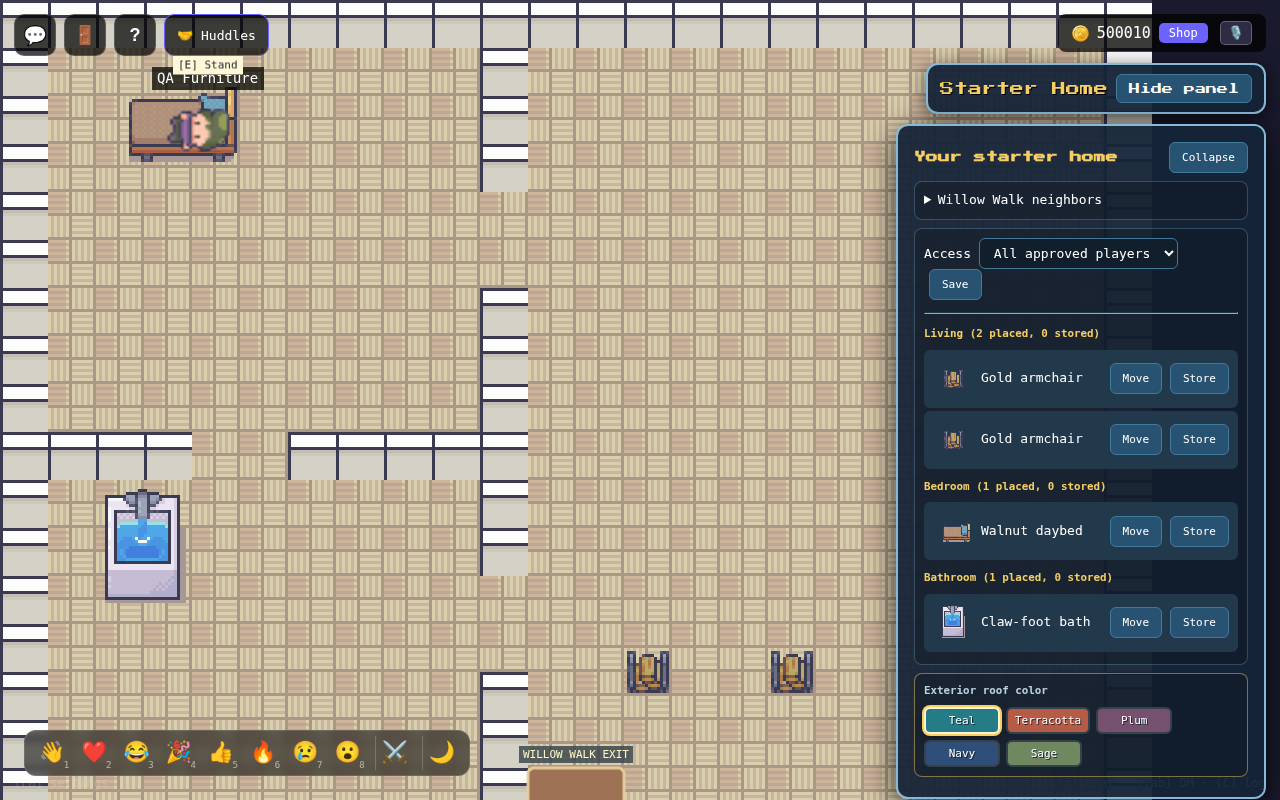 ? Huddles
500010 Shop
[E] Stand
QA Furniture
Starter Home Hide panel
Your starter home Collapse
Willow Walk neighbors
Access All approved players
Save
Living (2 placed, 0 stored)
Gold armchair Move Store
Gold armchair Move Store
Bedroom (1 placed, 0 stored)
Walnut daybed Move Store
Bathroom (1 placed, 0 stored)
Claw-foot bath Move Store
Exterior roof color
Teal Terracotta Plum
Navy Sage
1 2 3 4 5 6 7 8
WILLOW WALK EXIT